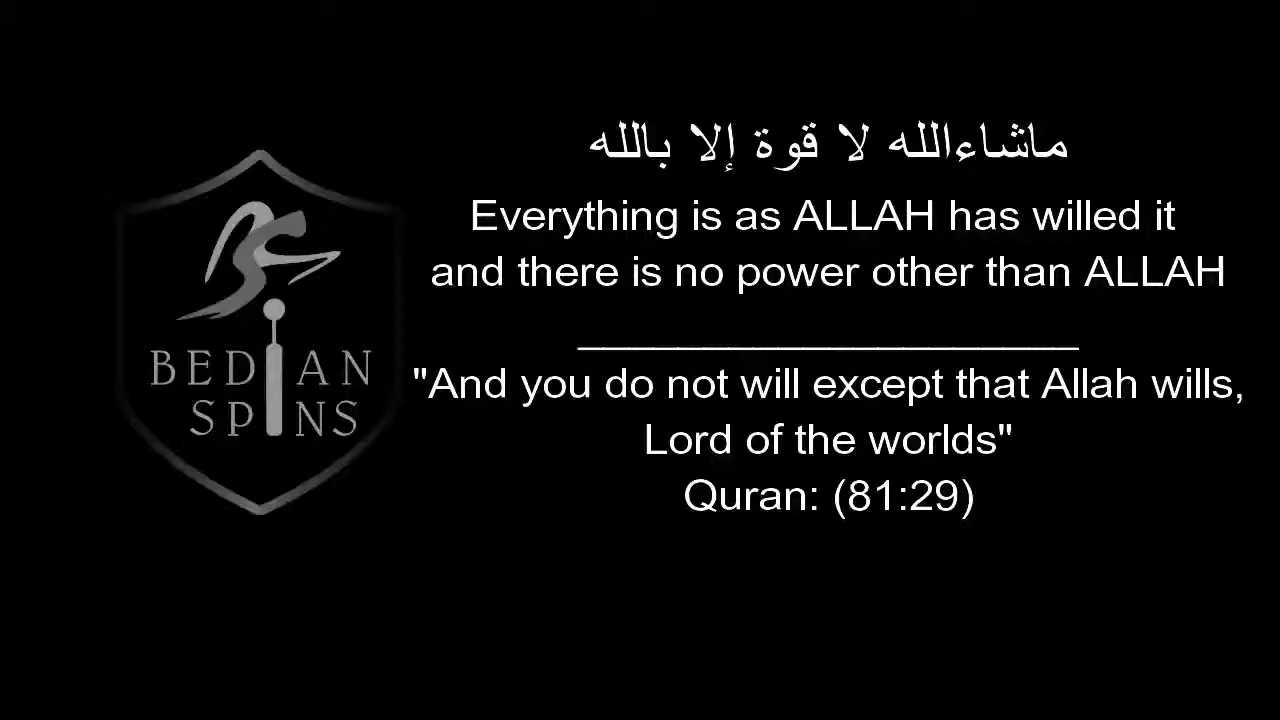 BEDIAN
SPINS
ماشاءالله لا قوة إلا بالله
Everything is as ALLAH has willed it
and there is no power other than ALLAH
"And you do not will except that Allah wills,
Lord of the worlds"
Quran: (81:29)